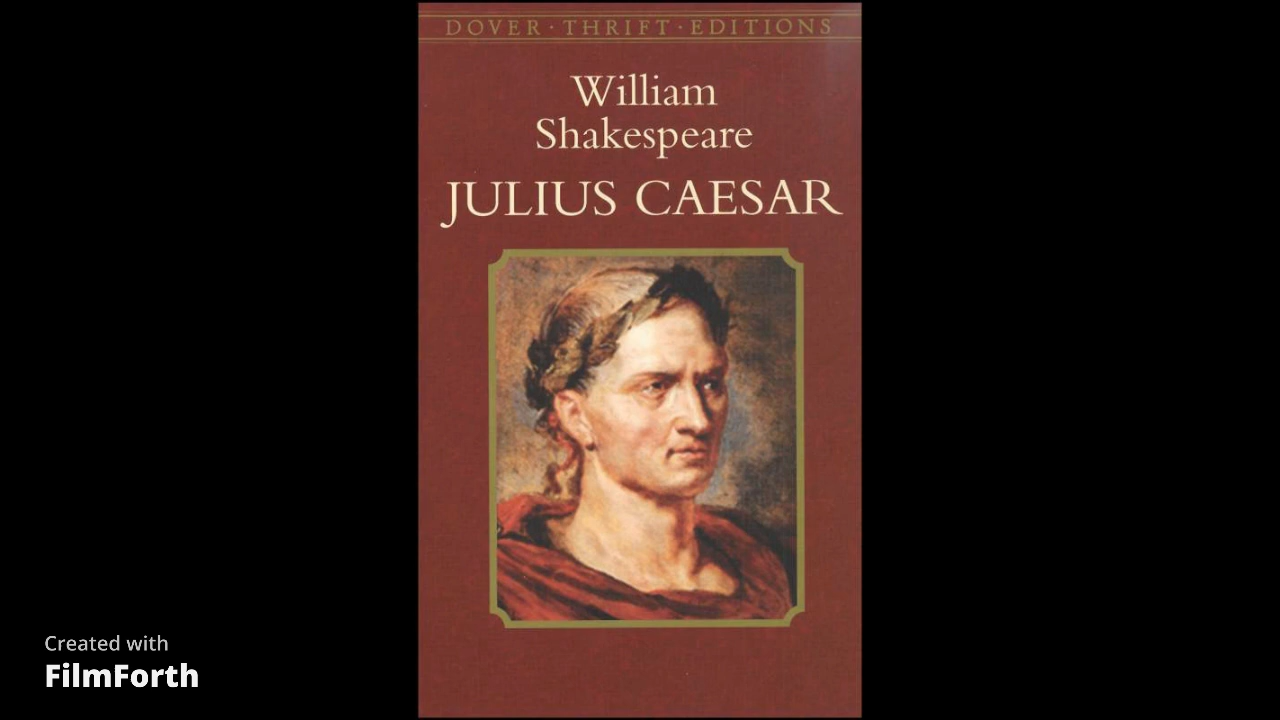 DOVER · THRIFT · EDITIONS
William
Shakespeare
JULIUS CAESAR
Created with
FilmForth